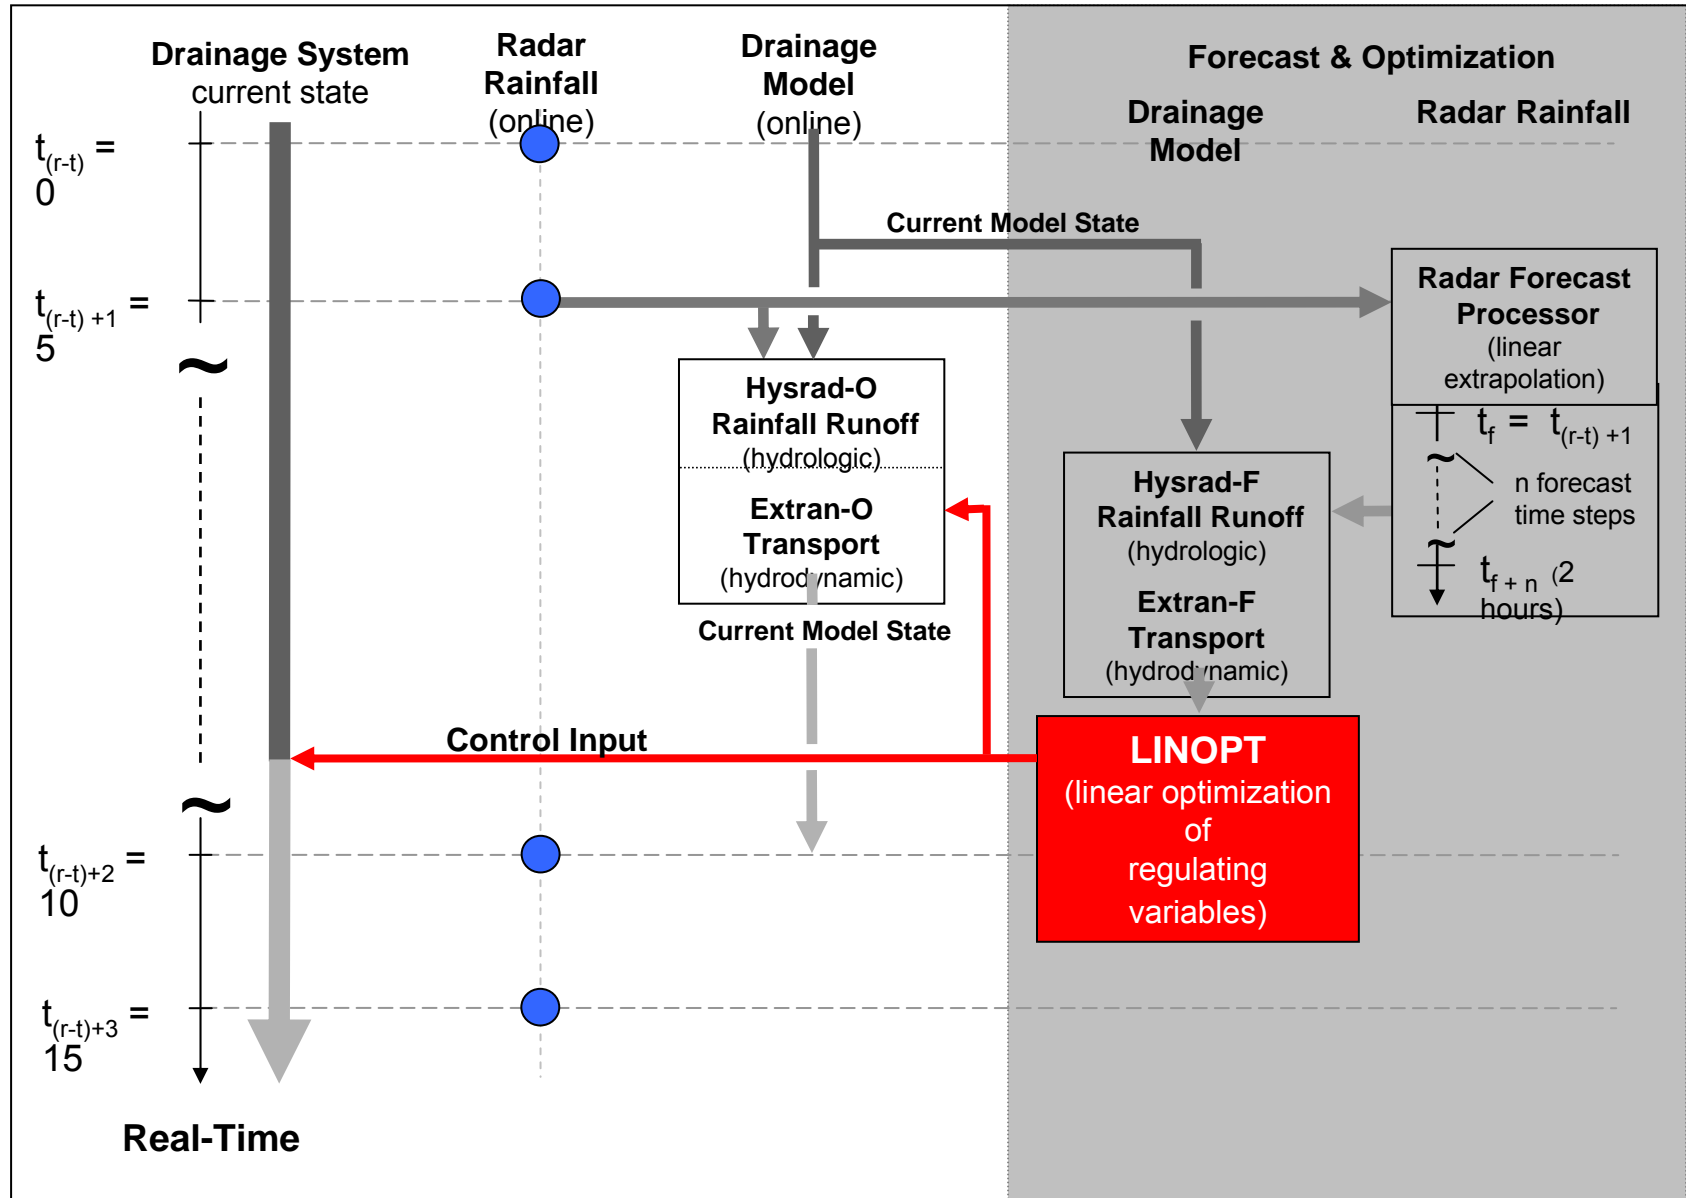 Drainage System
current state
Radar
Rainfall
(online)
Drainage
Model
(online)
Forecast & Optimization
Drainage
Model
Radar Rainfall
t(r-t) =
0
Current Model State
t(r-t) +1 =
5
Radar Forecast
Processor
(linear
extrapolation)
tf = t(r-t) +1
n forecast
time steps
tf + n (2
hours)
Hysrad-O
Rainfall Runoff
(hydrologic)
Extran-O
Transport
(hydrodynamic)
Current Model State
Hysrad-F
Rainfall Runoff
(hydrologic)
Extran-F
Transport
(hydrodynamic)
Control Input
LINOPT
(linear optimization
of
regulating
variables)
~
~
~
~
t(r-t)+2 =
10
t(r-t)+3 =
15
Real-Time